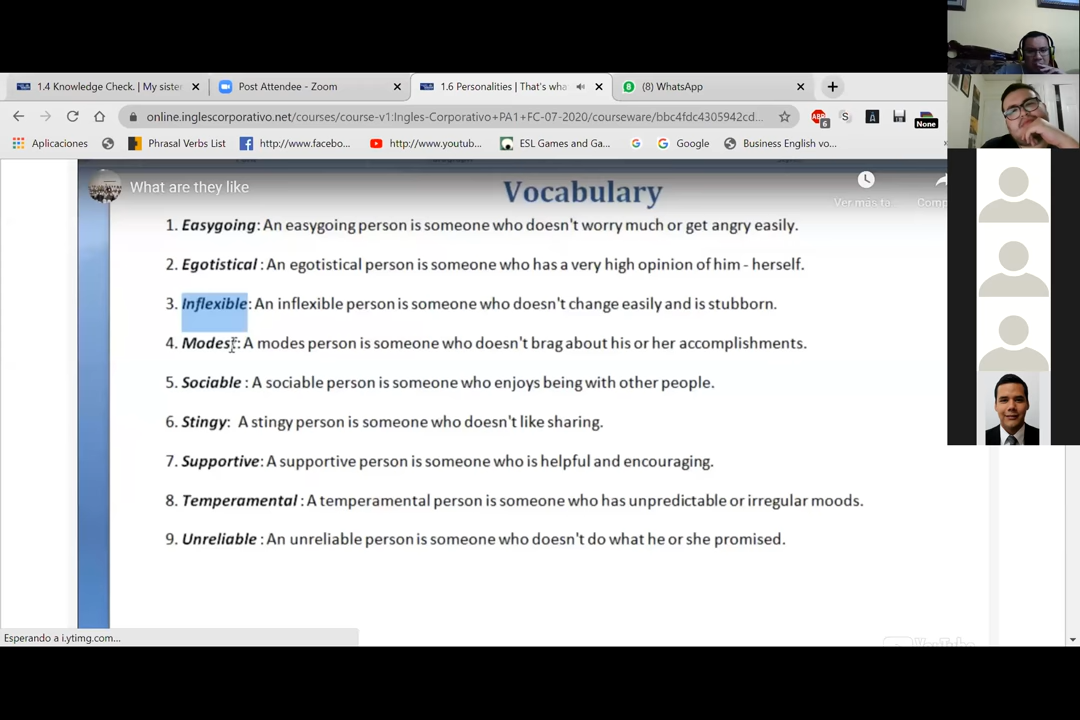 1.4 Knowledge Check. | My siste
Post Attendee - Zoom
1.6 Personalities | That's wha
(8) WhatsApp
online.inglescorporativo.net/courses/course-v1:Ingles-Corporativo+PA1+FC-07-2020/courseware/bbc4fdc4305942cd...
Aplicaciones
Phrasal Verbs List
http://www.facebo...
http://www.youtub...
ESL Games and Ga...
Google
Business English vo...
6
None
What are they like
Vocabulary
Ver más ta...
Comp
1. Easygoing: An easygoing person is someone who doesn't worry much or get angry easily.
2. Egotistical : An egotistical person is someone who has a very high opinion of him - herself.
3. Inflexible: An inflexible person is someone who doesn't change easily and is stubborn.
4. Modest: A modes person is someone who doesn't brag about his or her accomplishments.
5. Sociable : A sociable person is someone who enjoys being with other people.
6. Stingy: A stingy person is someone who doesn't like sharing.
7. Supportive: A supportive person is someone who is helpful and encouraging.
8. Temperamental : A temperamental person is someone who has unpredictable or irregular moods.
9. Unreliable : An unreliable person is someone who doesn't do what he or she promised.
Esperando a i.ytimg.com...
YouTube